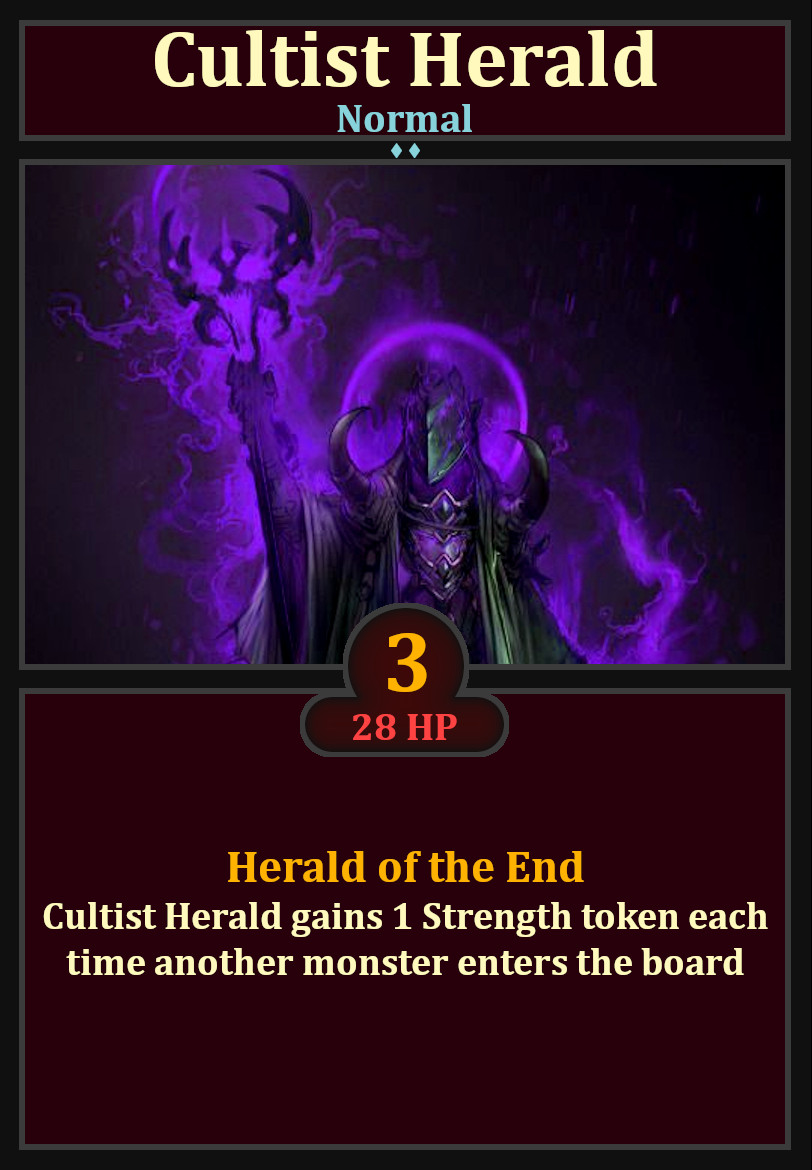 Cultist Herald
Normal
3
28 HP
Herald of the End
Cultist Herald gains 1 Strength token each
time another monster enters the board